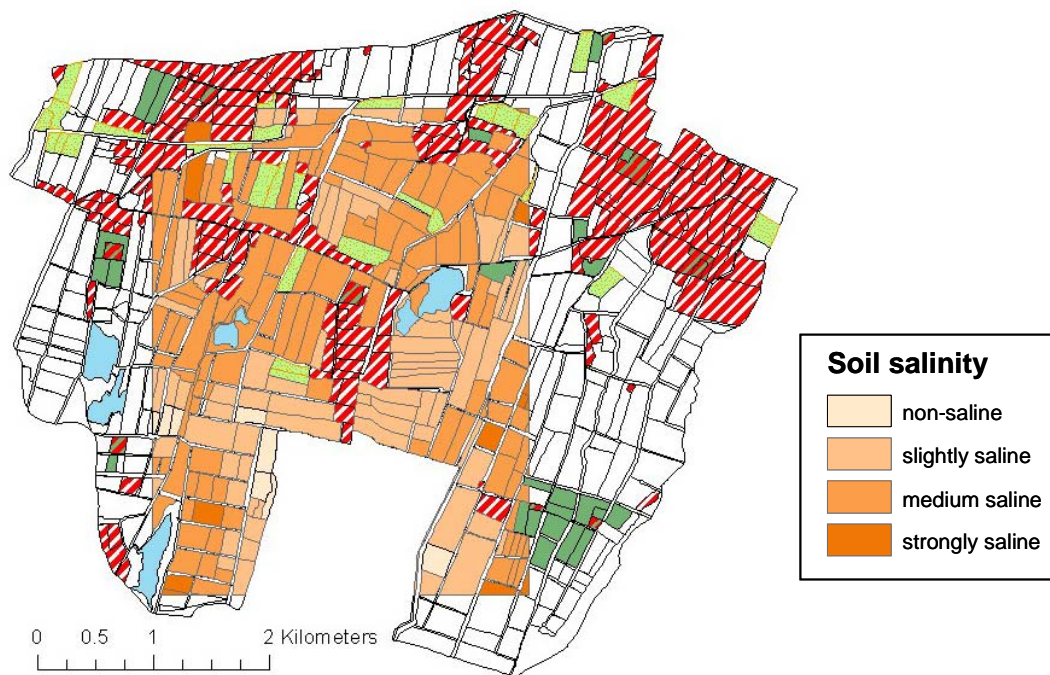 Soil salinity
non-saline
slightly saline
medium saline
strongly saline
0 0.5 1 2 Kilometers